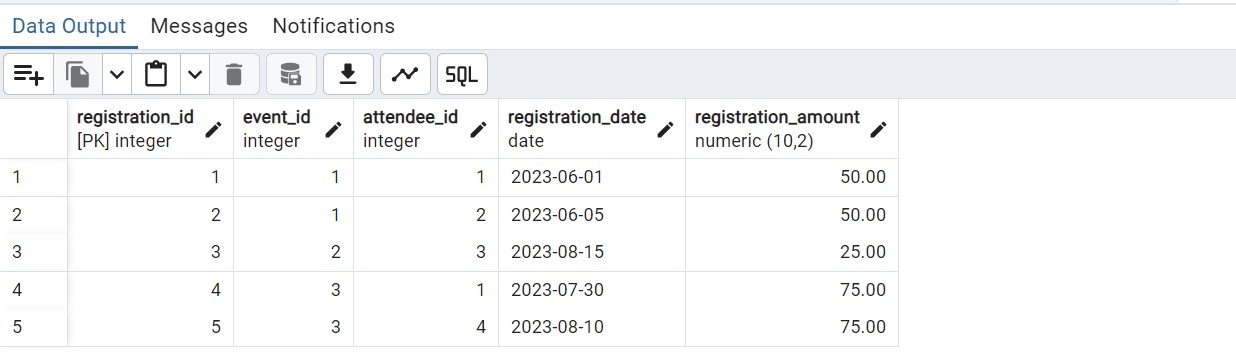 Data Output Messages Notifications
SQL
registration_id event_id attendee_id registration_date registration_amount
[PK] integer integer integer date numeric (10,2)
1 1 1 1 2023-06-01 50.00
2 2 1 2 2023-06-05 50.00
3 3 2 3 2023-08-15 25.00
4 4 3 1 2023-07-30 75.00
5 5 3 4 2023-08-10 75.00